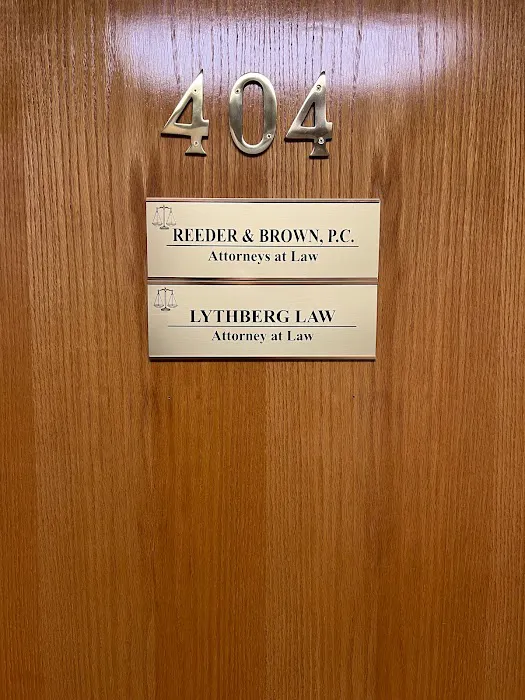 404
REEDER & BROWN, P.C.
Attorneys at Law
LYTHBERG LAW
Attorney at Law